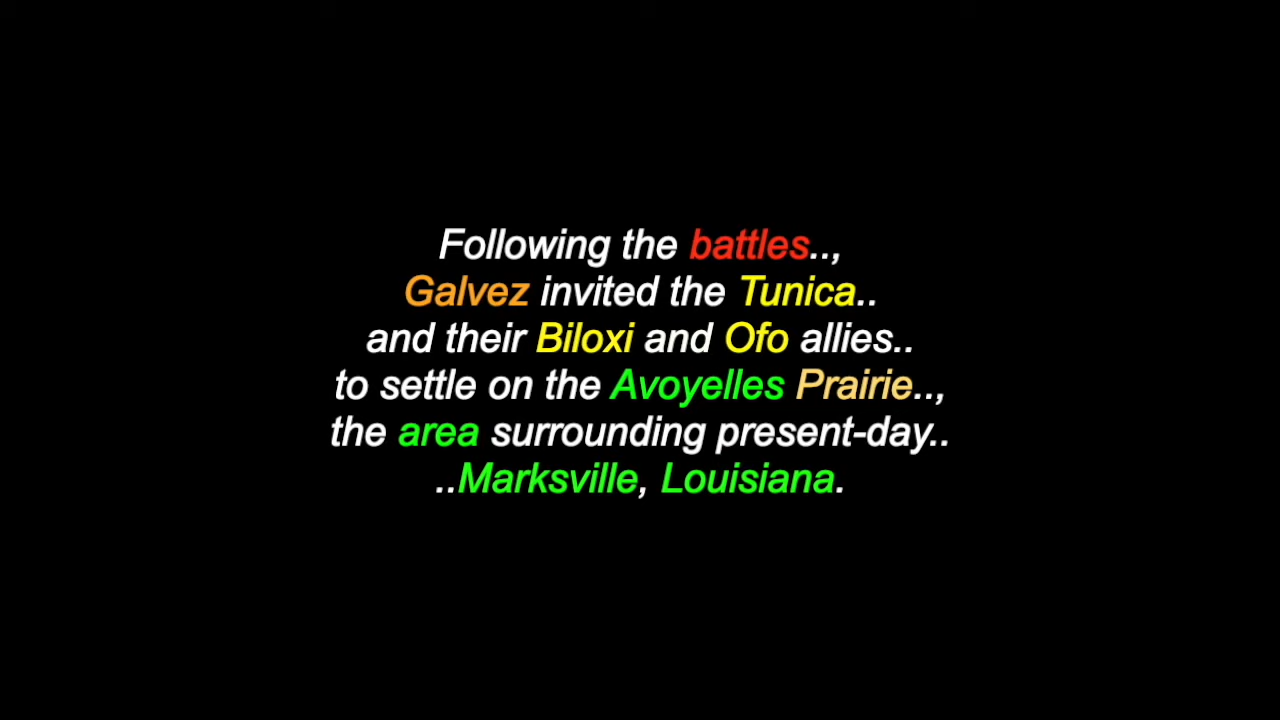 Following the battles..,
Galvez invited the Tunica..
and their Biloxi and Ofo allies..
to settle on the Avoyelles Prairie..,
the area surrounding present-day..
..Marksville, Louisiana.